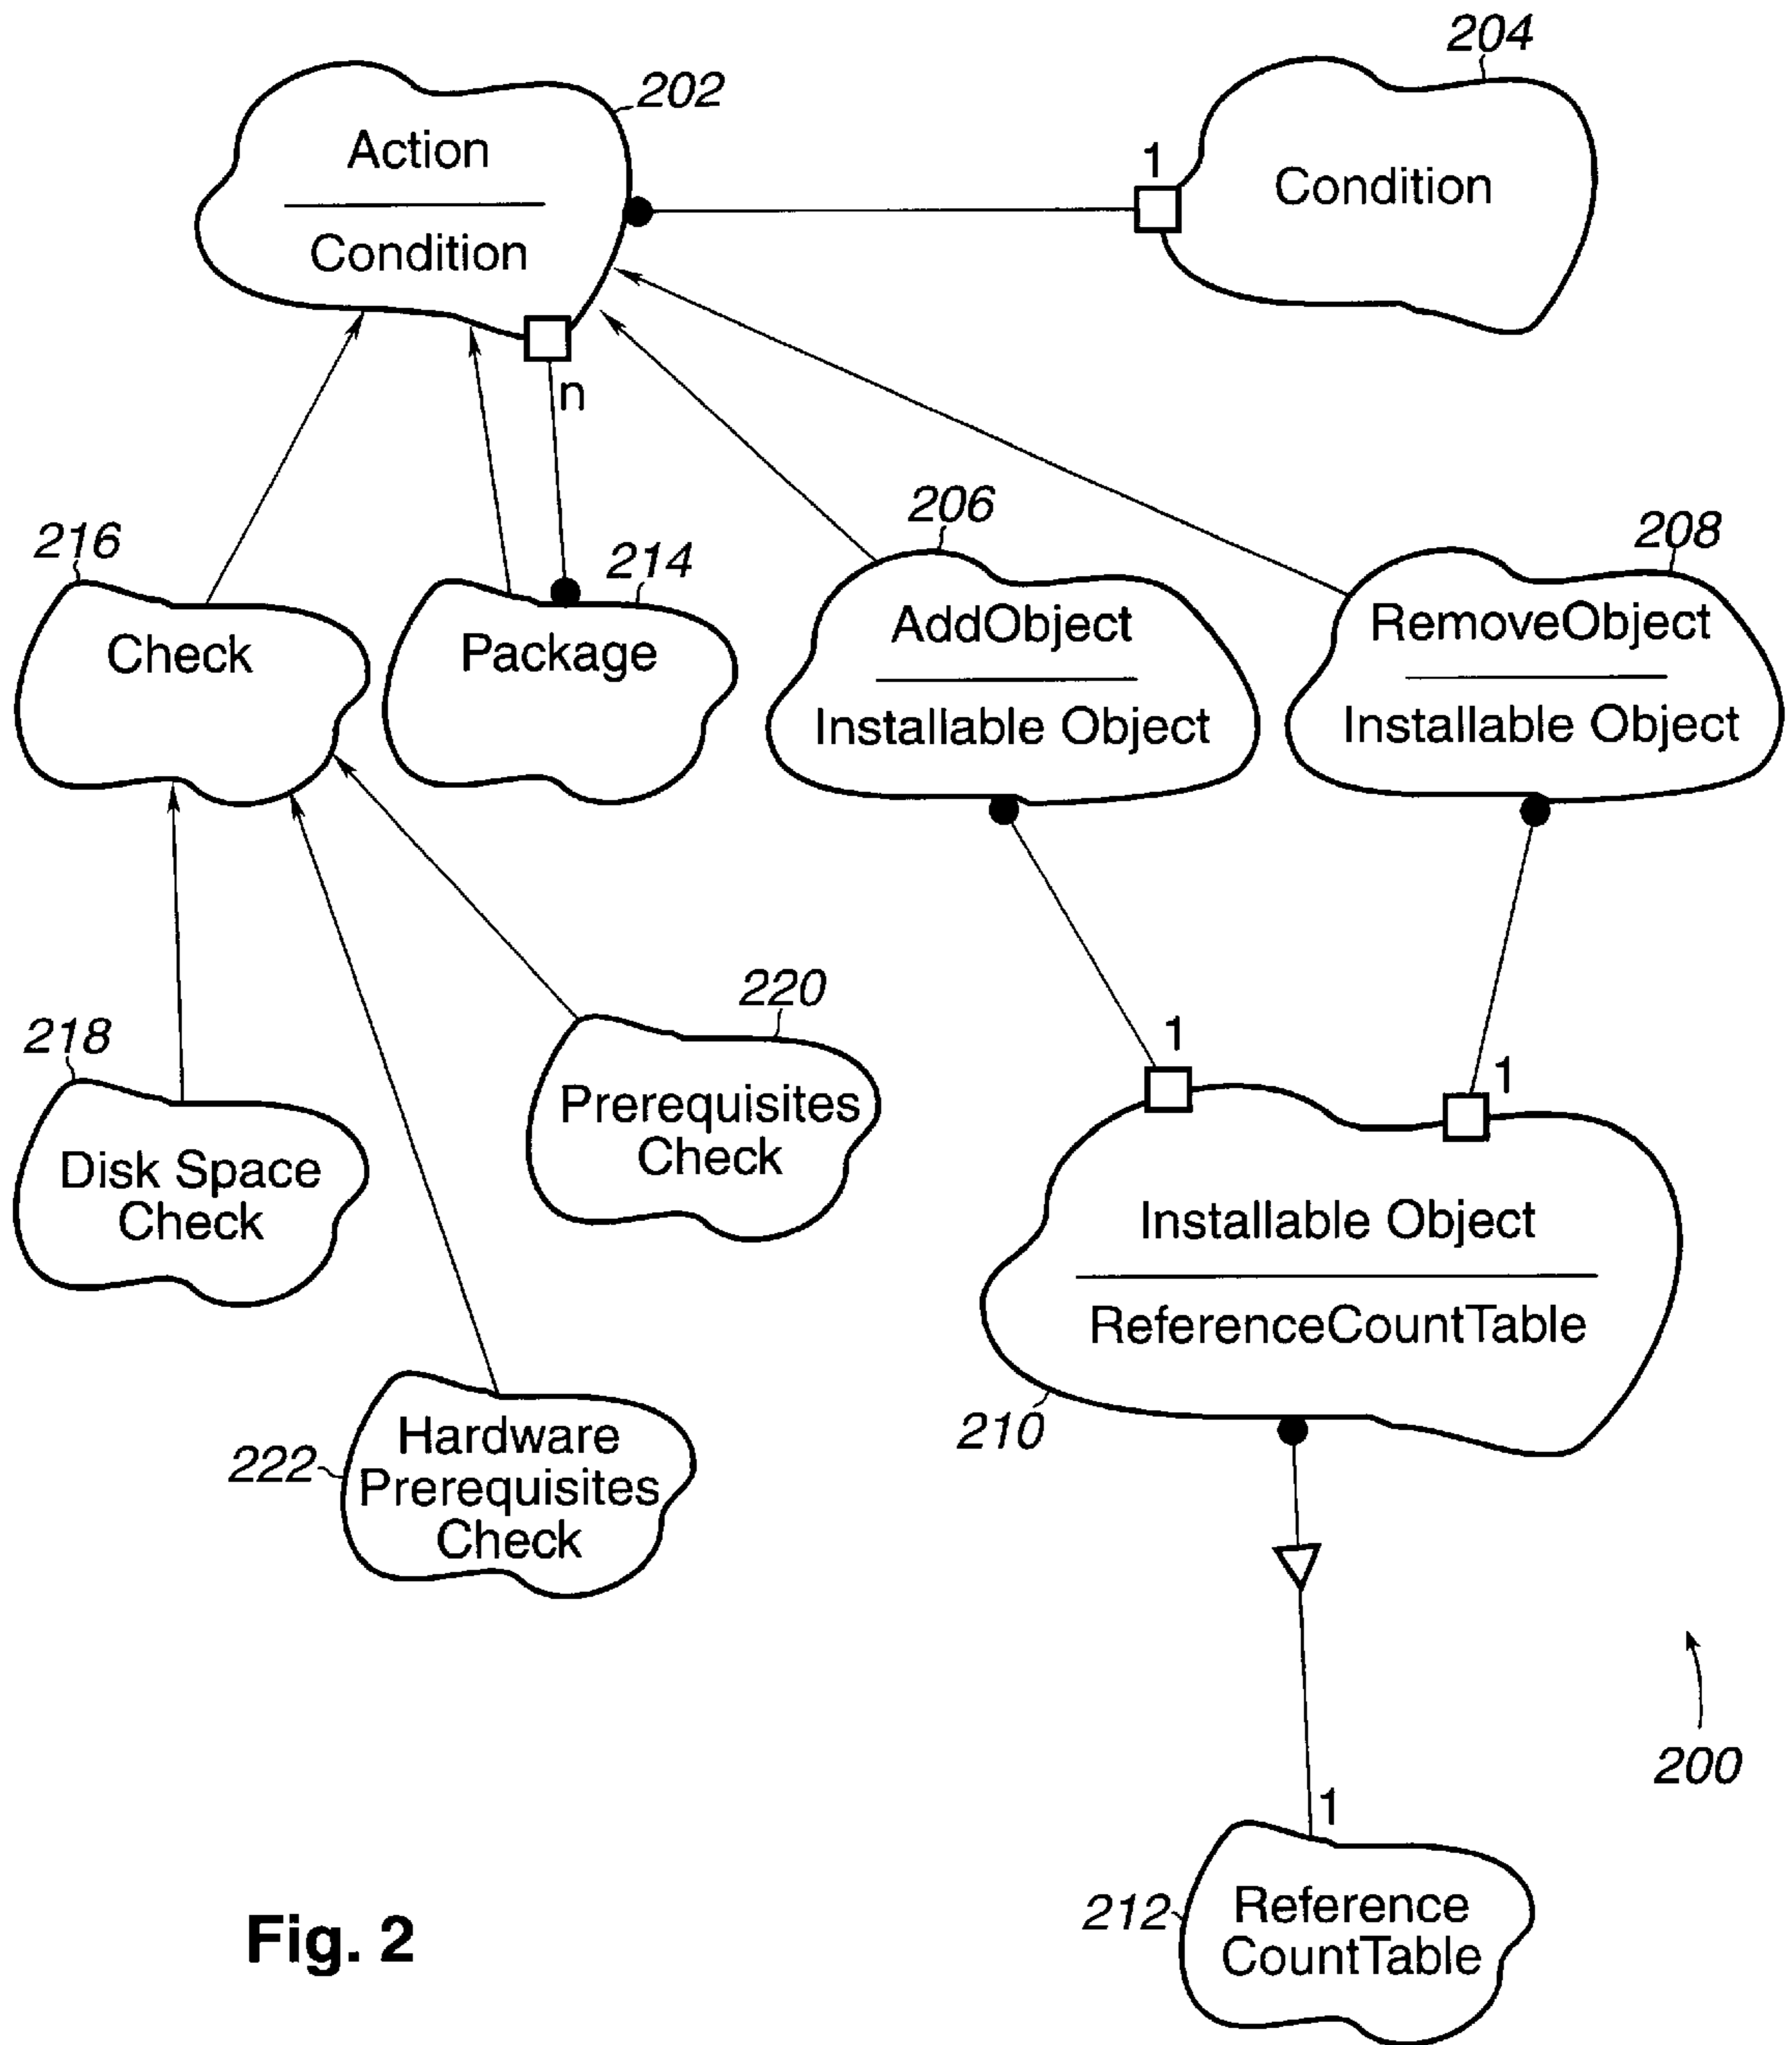 204
202
1
Action
Condition
Condition
n
206
208
216
214
AddObject
Installable Object
RemoveObject
Installable Object
Check
Package
220
218
1
1
Prerequisites
Check
Disk Space
Check
Installable Object
ReferenceCountTable
210
222
Hardware
Prerequisites
Check
200
1
212
Reference
CountTable
Fig. 2